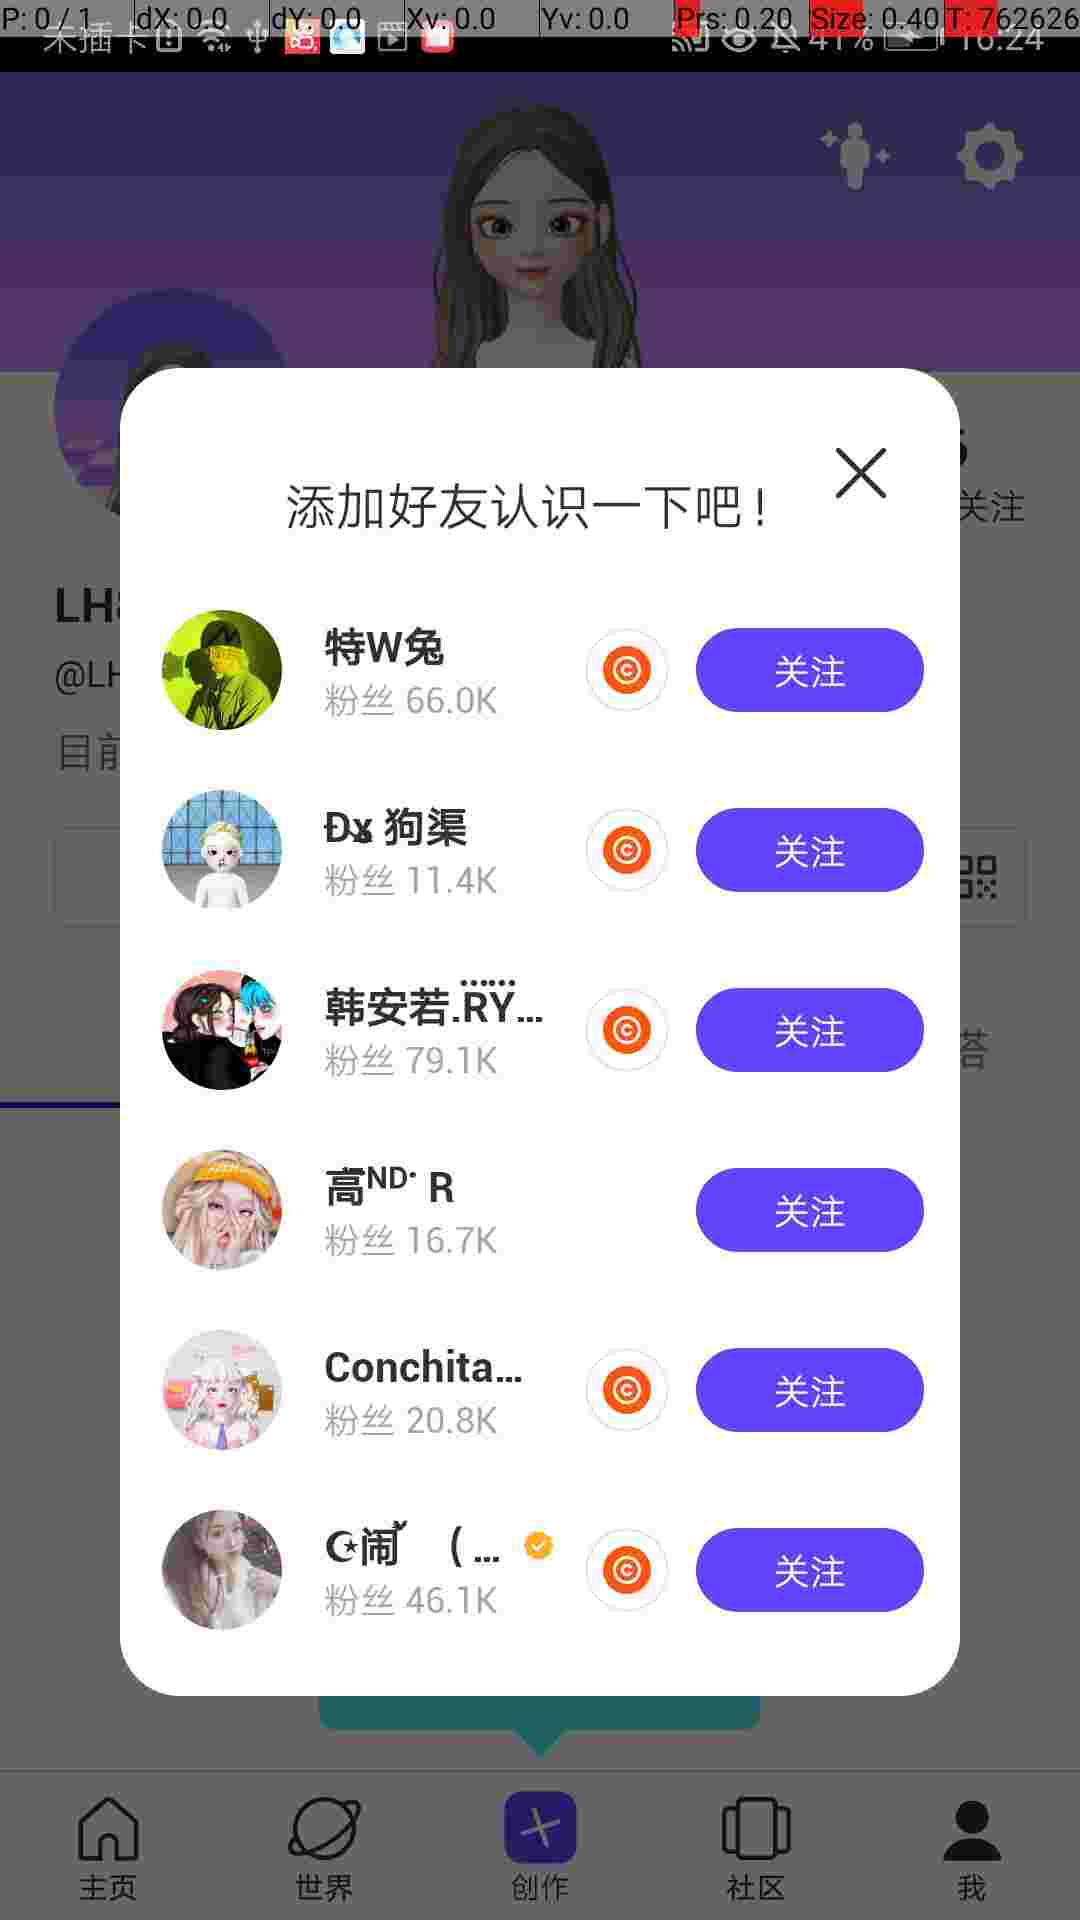 P: 0 / 1 dX: 0.0 dY: 0.0 Xv: 0.0 Yv: 0.0 Prs: 0.20 Size: 0.40 T: 762626
未插卡 41% 16:24
添加好友认识一下吧!
关注
特W兔
粉丝 66.0K
关注
LH
@LH
目前
狗渠
粉丝 11.4K
关注
韩安若.RY...
粉丝 79.1K
关注
答
高ᴺᴰ· R
粉丝 16.7K
关注
Conchita...
粉丝 20.8K
关注
☪闹 ( ...
粉丝 46.1K
关注
主页 世界 创作 社区 我